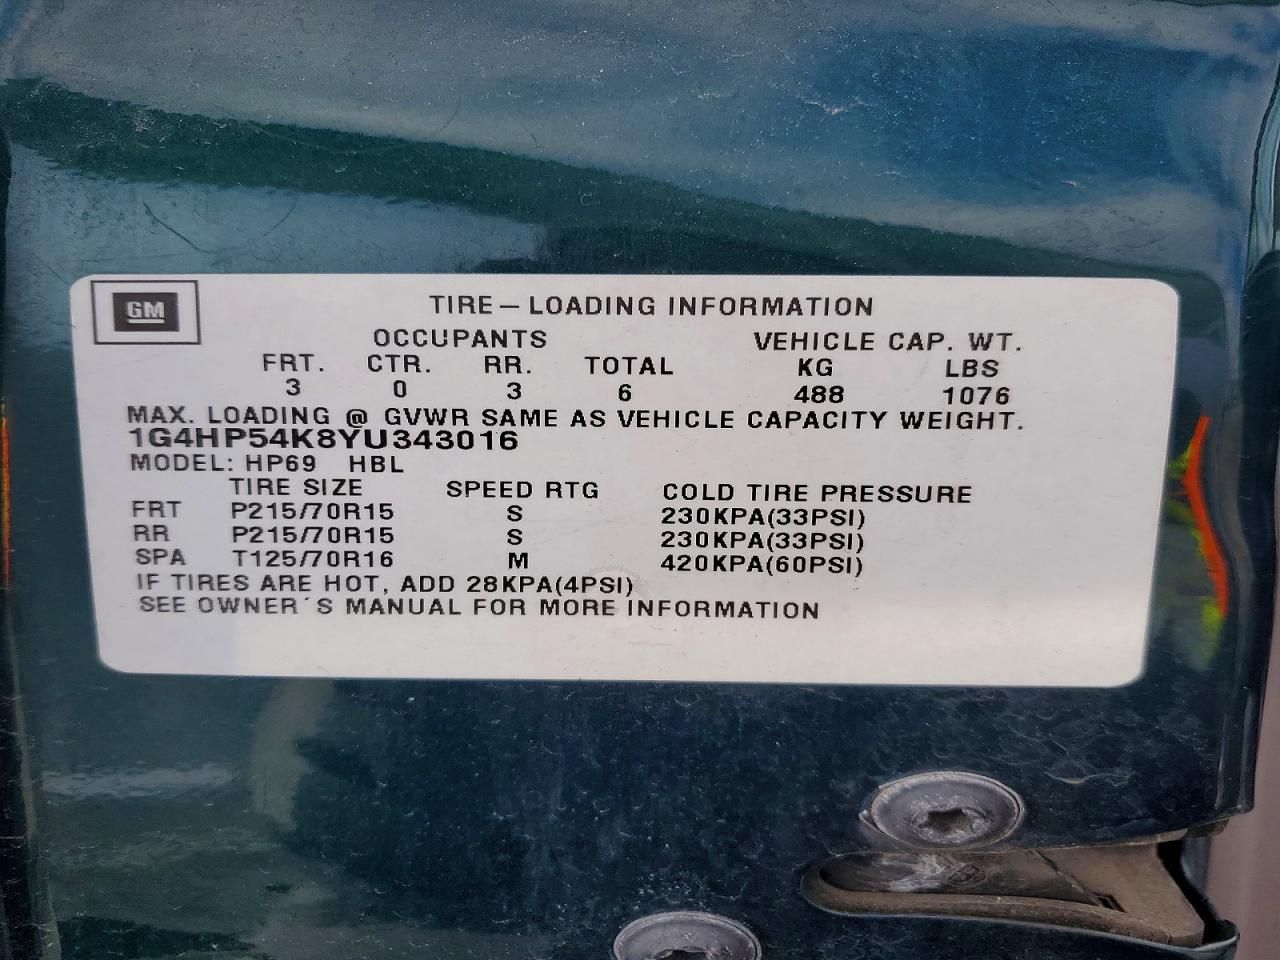 GM
TIRE — LOADING INFORMATION
OCCUPANTS VEHICLE CAP. WT.
FRT. CTR. RR. TOTAL KG LBS
3 0 3 6 488 1076
MAX. LOADING @ GVWR SAME AS VEHICLE CAPACITY WEIGHT.
1G4HP54K8YU343016
MODEL: HP69 HBL
TIRE SIZE SPEED RTG COLD TIRE PRESSURE
FRT P215/70R15 S 230KPA(33PSI)
RR P215/70R15 S 230KPA(33PSI)
SPA T125/70R16 M 420KPA(60PSI)
IF TIRES ARE HOT, ADD 28KPA(4PSI)
SEE OWNER´S MANUAL FOR MORE INFORMATION